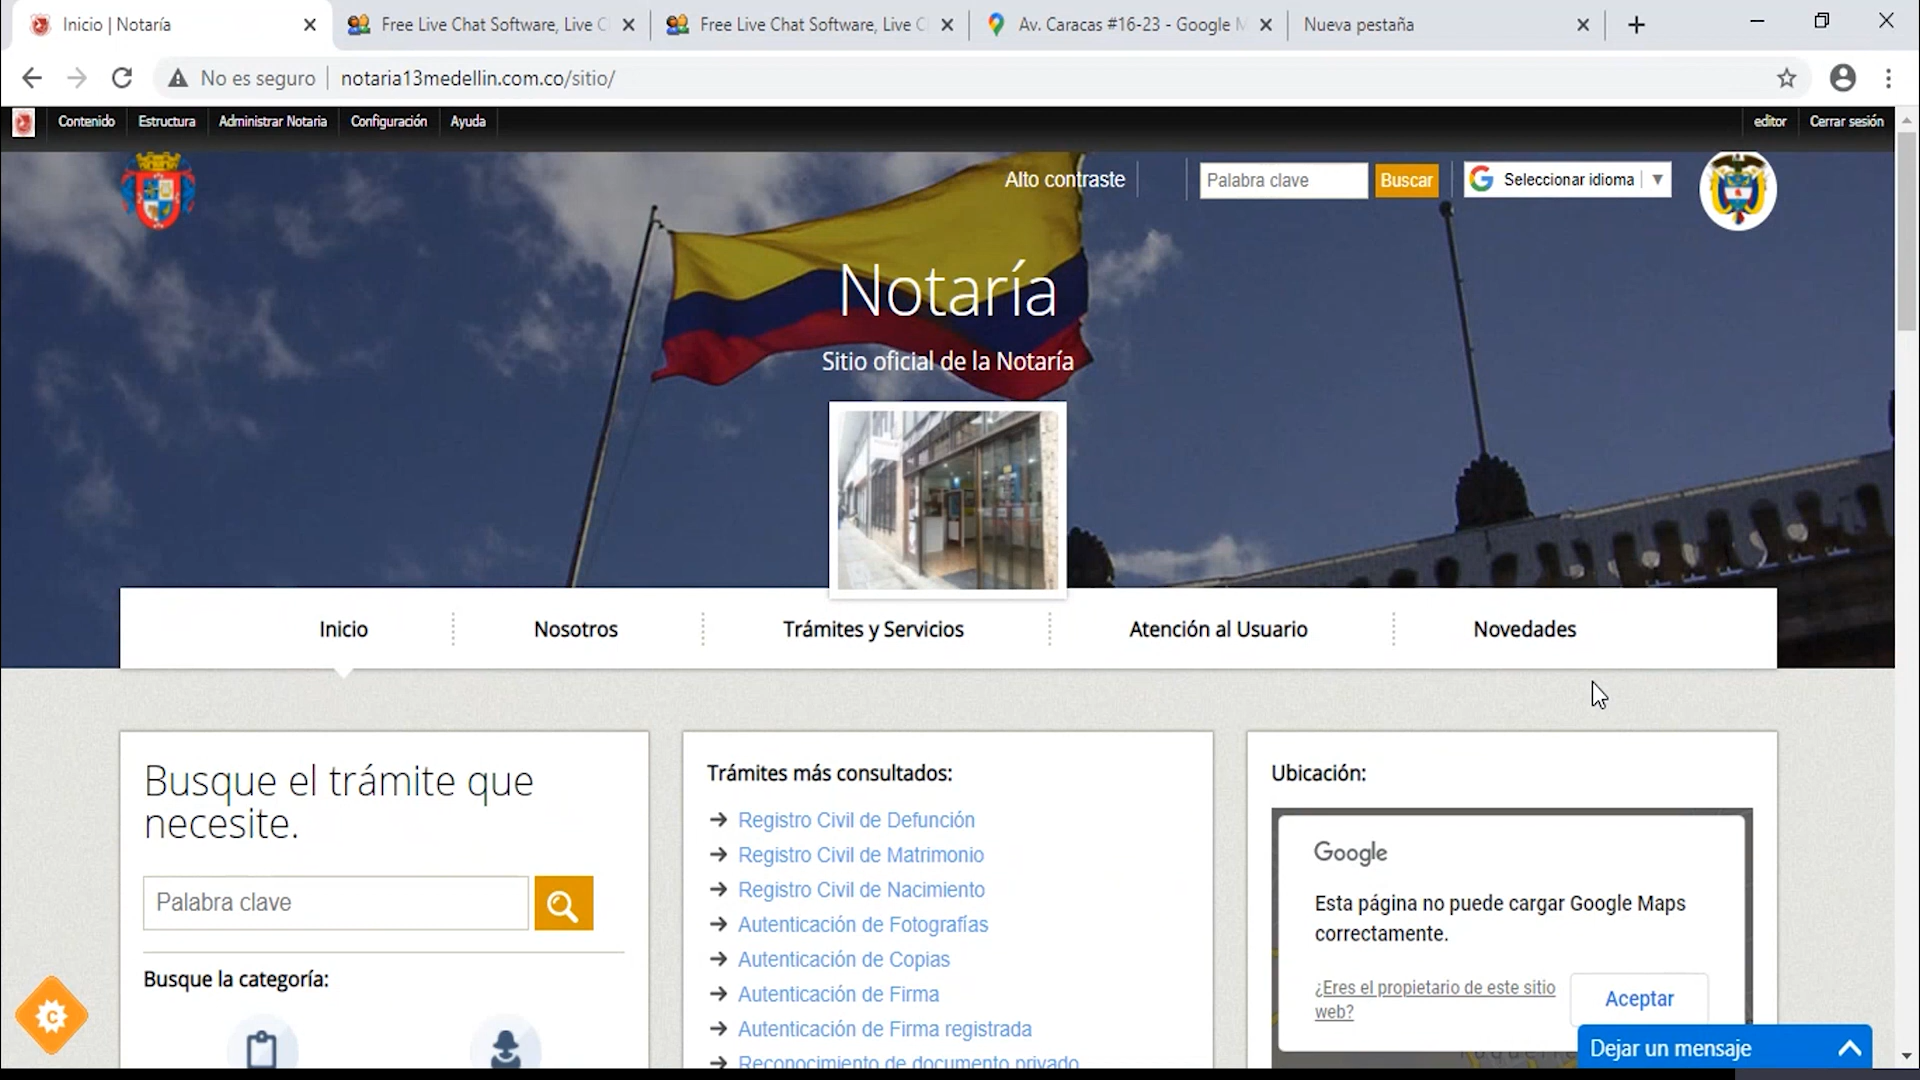 Inicio | Notaría
Free Live Chat Software, Live C
Free Live Chat Software, Live C
Av. Caracas #16-23 - Google M
Nueva pestaña
No es seguro
notaria13medellin.com.co/sitio/
Contenido
Estructura
Administrar Notaria
Configuración
Ayuda
editor
Cerrar sesión
Alto contraste
Palabra clave
Buscar
Seleccionar idioma
Notaría
Sitio oficial de la Notaría
Inicio
Nosotros
Trámites y Servicios
Atención al Usuario
Novedades
Busque el trámite que
necesite.
Palabra clave
Busque la categoría:
Trámites más consultados:
Registro Civil de Defunción
Registro Civil de Matrimonio
Registro Civil de Nacimiento
Autenticación de Fotografías
Autenticación de Copias
Autenticación de Firma
Autenticación de Firma registrada
Reconocimiento de documento privado
Ubicación:
Google
Esta página no puede cargar Google Maps
correctamente.
¿Eres el propietario de este sitio
web?
Aceptar
Dejar un mensaje
C